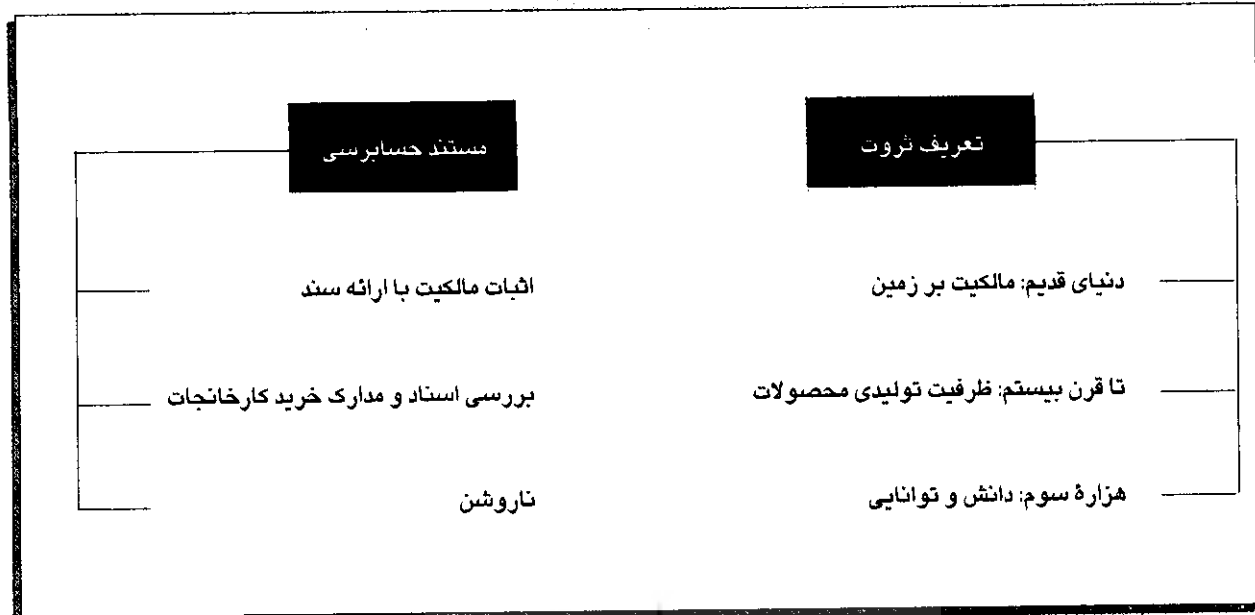 تعریف ثروت
دنیای قدیم: مالکیت بر زمین
تا قرن بیستم: ظرفیت تولیدی محصولات
هزارهٔ سوم: دانش و توانایی
مستند حسابرسی
اثبات مالکیت با ارائه سند
بررسی اسناد و مدارک خرید کارخانجات
ناروشن